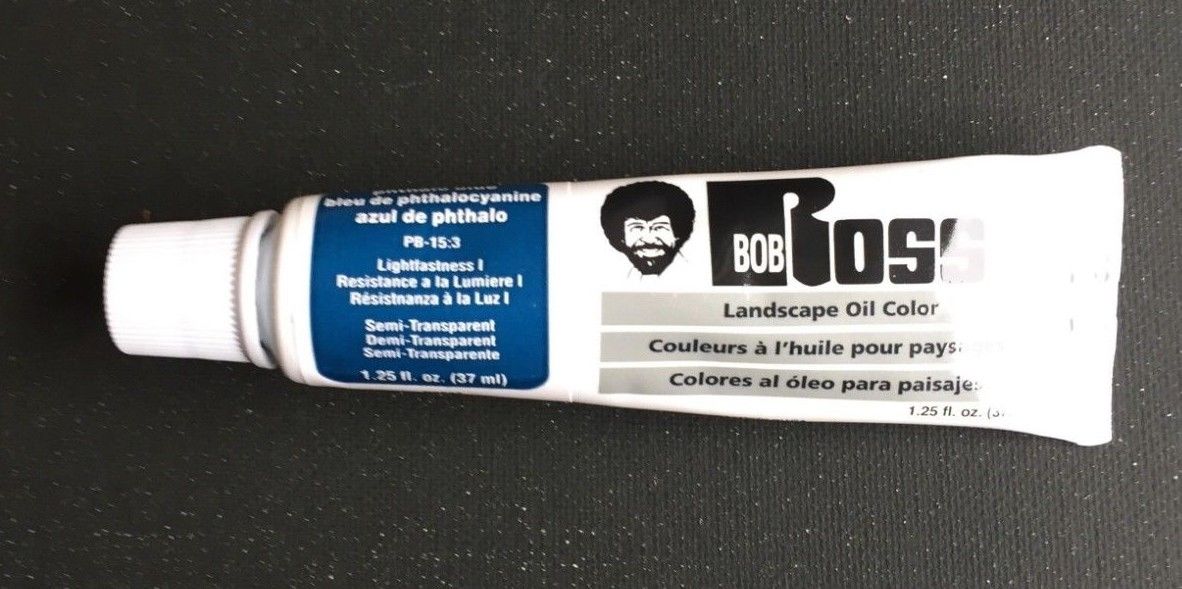 phthalo blue
bleu de phthalocyanine
azul de phthalo
PB-15:3
Lightfastness I
Resistance a la Lumiere I
Résistnanza à la Luz I
Semi-Transparent
Demi-Transparent
Semi-Transparente
1.25 fl. oz. (37 ml)
BOB ROSS
Landscape Oil Color
Couleurs à l'huile pour paysages
Colores al óleo para paisajes
1.25 fl. oz.